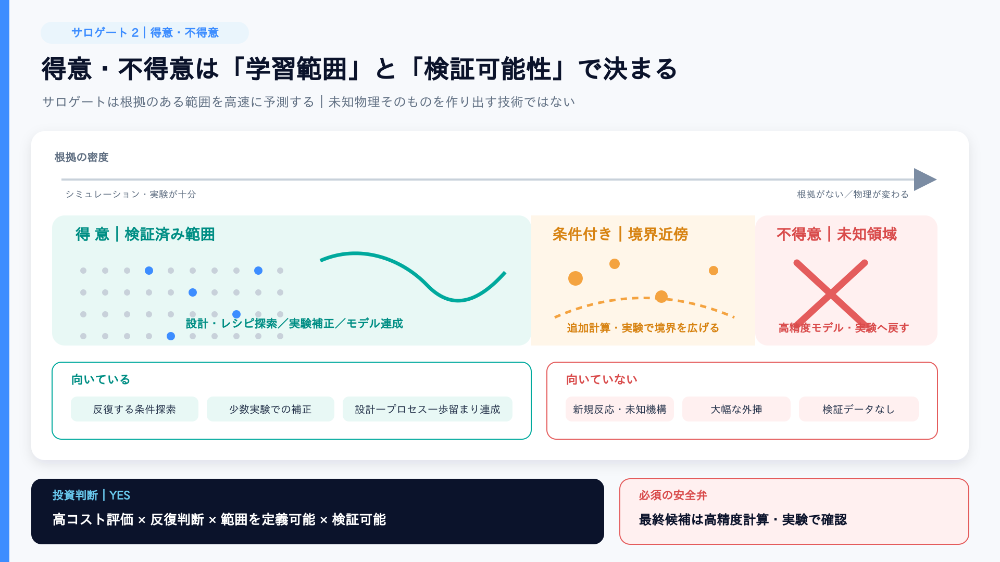 サロゲート 2｜得意・不得意
得意・不得意は「学習範囲」と「検証可能性」で決まる
サロゲートは根拠のある範囲を高速に予測する｜未知物理そのものを作り出す技術ではない
根拠の密度
シミュレーション・実験が十分
根拠がない／物理が変わる
得 意｜検証済み範囲
条件付き｜境界近傍
不得意｜未知領域
設計・レシピ探索／実験補正／モデル連成
追加計算・実験で境界を広げる
高精度モデル・実験へ戻す
向いている
向いていない
反復する条件探索
少数実験での補正
設計―プロセス―歩留まり連成
新規反応・未知機構
大幅な外挿
検証データなし
投資判断｜YES
高コスト評価 × 反復判断 × 範囲を定義可能 × 検証可能
必須の安全弁
最終候補は高精度計算・実験で確認